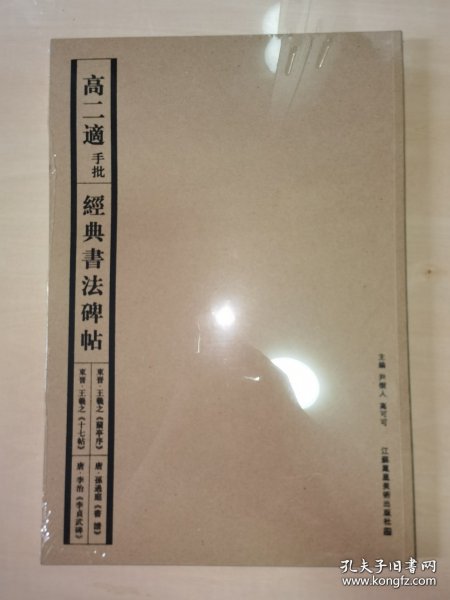 高二適
手批
經典書法碑帖
東晉·王羲之《蘭亭序》
唐·孫過庭《書譜》
東晉·王羲之《十七帖》
唐·李治《李貞武碑》
主編 尹樹人 高可可
江蘇鳳凰美術出版社
孔夫子旧书网
www.kongfz.com